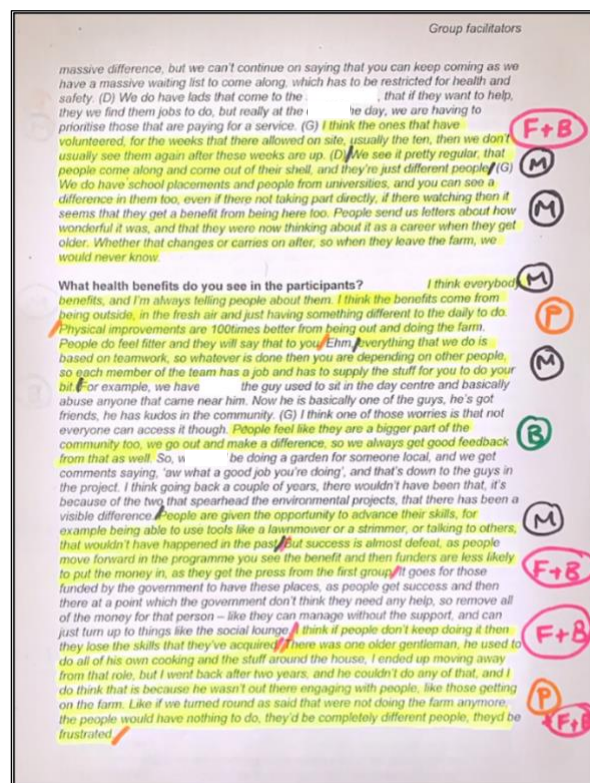 Group facilitators
massive difference, but we can't continue on saying that you can keep coming as we
have a massive waiting list to come along, which has to be restricted for health and
safety. (D) We do have lads that come to the , that if they want to help,
they we find them jobs to do, but really at the he day, we are having to
prioritise those that are paying for a service. (G) I think the ones that have
F+B
volunteered, for the weeks that there allowed on site, usually the ten, then we don't
usually see them again after these weeks are up. (D) We see it pretty regular, that
people come along and come out of their shell, and they're just different people (G)
M
We do have school placements and people from universities, and you can see a
difference in them too, even if there not taking part directly, if there watching then it
seems that they get a benefit from being here too. People send us letters about how
M
wonderful it was, and that they were now thinking about it as a career when they get
older. Whether that changes or carries on after, so when they leave the farm, we
would never know.
What health benefits do you see in the participants? I think everybody
M
benefits, and I'm always telling people about them. I think the benefits come from
being outside, in the fresh air and just having something different to the daily to do.
P
Physical improvements are 100times better from being out and doing the farm.
People do feel fitter and they will say that to you Ehm, Everything that we do is
based on teamwork, so whatever is done then you are depending on other people,
so each member of the team has a job and has to supply the stuff for you to do your
M
bit. For example, we have the guy used to sit in the day centre and basically
abuse anyone that came near him. Now he is basically one of the guys, he's got
friends, he has kudos in the community. (G) I think one of those worries is that not
everyone can access it though. People feel like they are a bigger part of the
community too, we go out and make a difference, so we always get good feedback
B
from that as well. So, w be doing a garden for someone local, and we get
comments saying, 'aw what a good job you're doing', and that's down to the guys in
the project. I think going back a couple of years, there wouldn't have been that, it's
because of the two that spearhead the environmental projects, that there has been a
visible difference. People are given the opportunity to advance their skills, for
M
example being able to use tools like a lawnmower or a strimmer, or talking to others,
that wouldn't have happened in the past. But success is almost defeat, as people
move forward in the programme you see the benefit and then funders are less likely
F+B
to put the money in, as they get the press from the first group. It goes for those
funded by the government to have these places, as people get success and then
there at a point which the government don't think they need any help, so remove all
of the money for that person – like they can manage without the support, and can
F+B
just turn up to things like the social lounge. I think if people don't keep doing it then
they lose the skills that they've acquired. There was one older gentleman, he used to
do all of his own cooking and the stuff around the house, I ended up moving away
from that role, but I went back after two years, and he couldn't do any of that, and I
do think that is because he wasn't out there engaging with people, like those getting
P
on the farm. Like if we turned round as said that were not doing the farm anymore,
the people would have nothing to do, they'd be completely different people, theyd be
+F+B
frustrated.